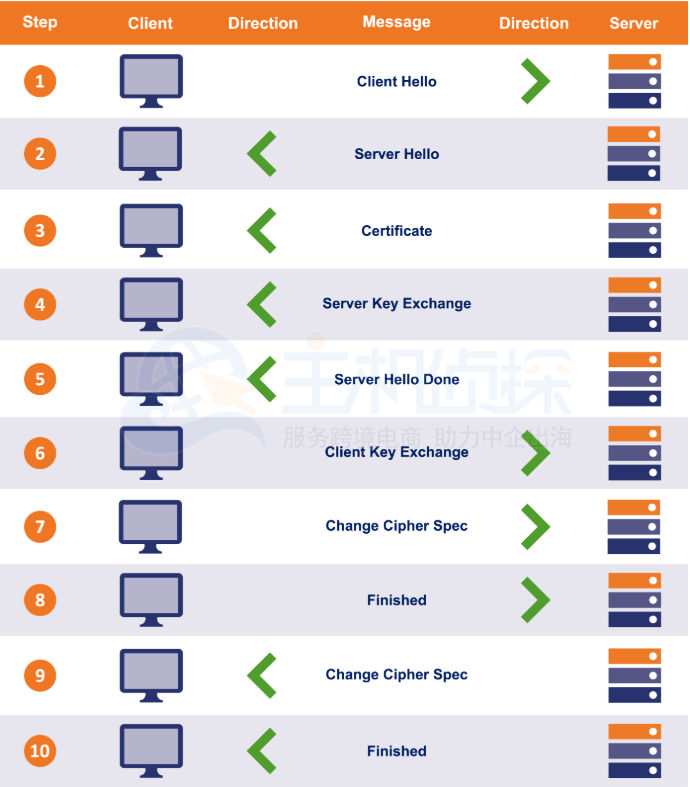 Step Client Direction Message Direction Server
1 Client Hello
2 Server Hello
3 Certificate
4 Server Key Exchange
5 Server Hello Done
主机侦探
服务跨境电商 助力中企出海
6 Client Key Exchange
7 Change Cipher Spec
8 Finished
9 Change Cipher Spec
10 Finished